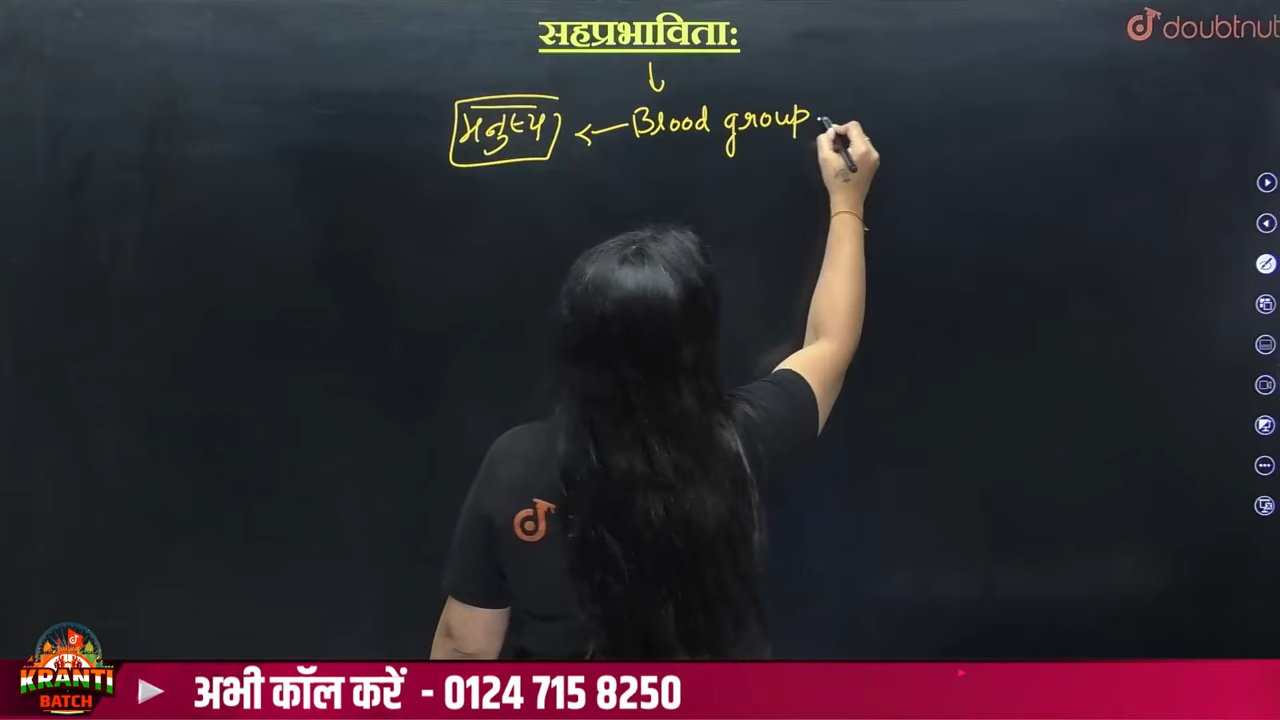 सहप्रभाविताः
doubtnut
मनुष्य ← Blood group
KRANTI
BATCH
अभी कॉल करें - 0124 715 8250